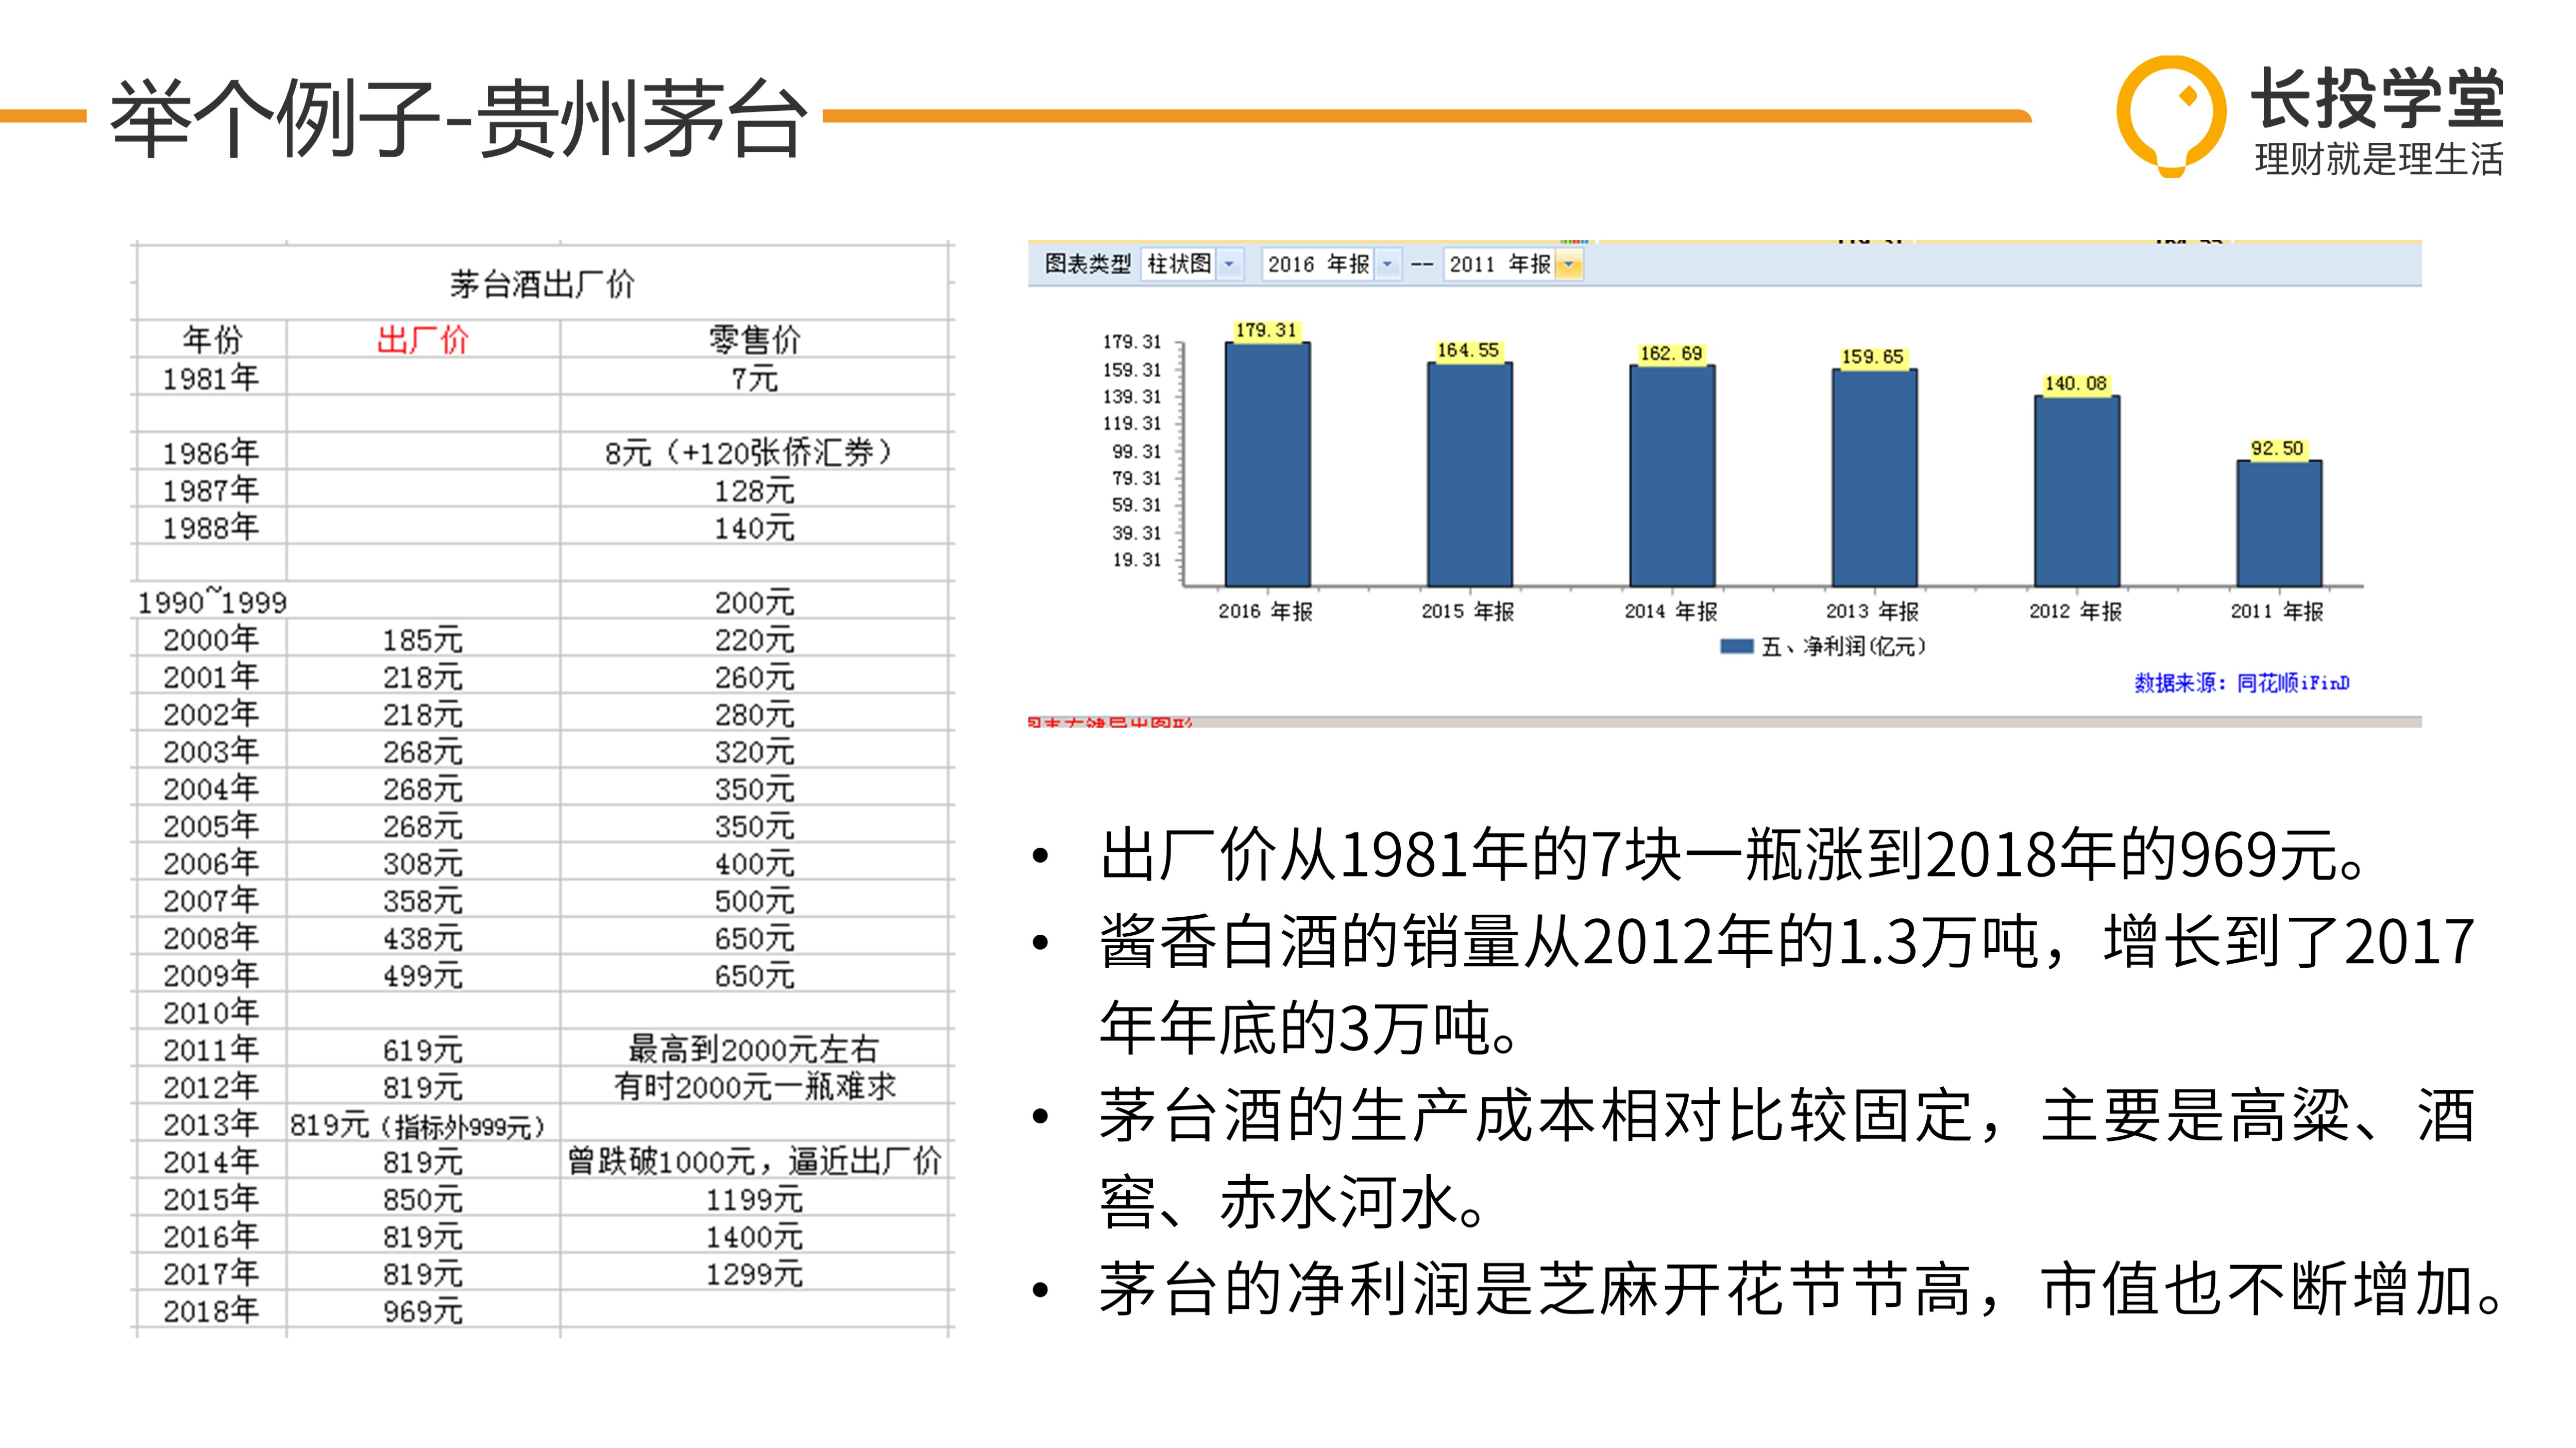 举个例子-贵州茅台
长投学堂
理财就是理生活
茅台酒出厂价
年份 出厂价 零售价
1981年 7元
1986年 8元（+120张侨汇券）
1987年 128元
1988年 140元
1990~1999 200元
2000年 185元 220元
2001年 218元 260元
2002年 218元 280元
2003年 268元 320元
2004年 268元 350元
2005年 268元 350元
2006年 308元 400元
2007年 358元 500元
2008年 438元 650元
2009年 499元 650元
2010年
2011年 619元 最高到2000元左右
2012年 819元 有时2000元一瓶难求
2013年 819元（指标外999元）
2014年 819元 曾跌破1000元，逼近出厂价
2015年 850元 1199元
2016年 819元 1400元
2017年 819元 1299元
2018年 969元
图表类型 柱状图 2016 年报 -- 2011 年报
179.31
159.31
139.31
119.31
99.31
79.31
59.31
39.31
19.31
179.31 164.55 162.69 159.65 140.08 92.50
2016 年报 2015 年报 2014 年报 2013 年报 2012 年报 2011 年报
五、净利润(亿元)
数据来源：同花顺iFinD
• 出厂价从1981年的7块一瓶涨到2018年的969元。
• 酱香白酒的销量从2012年的1.3万吨，增长到了2017
年年底的3万吨。
• 茅台酒的生产成本相对比较固定，主要是高粱、酒
窖、赤水河水。
• 茅台的净利润是芝麻开花节节高，市值也不断增加。